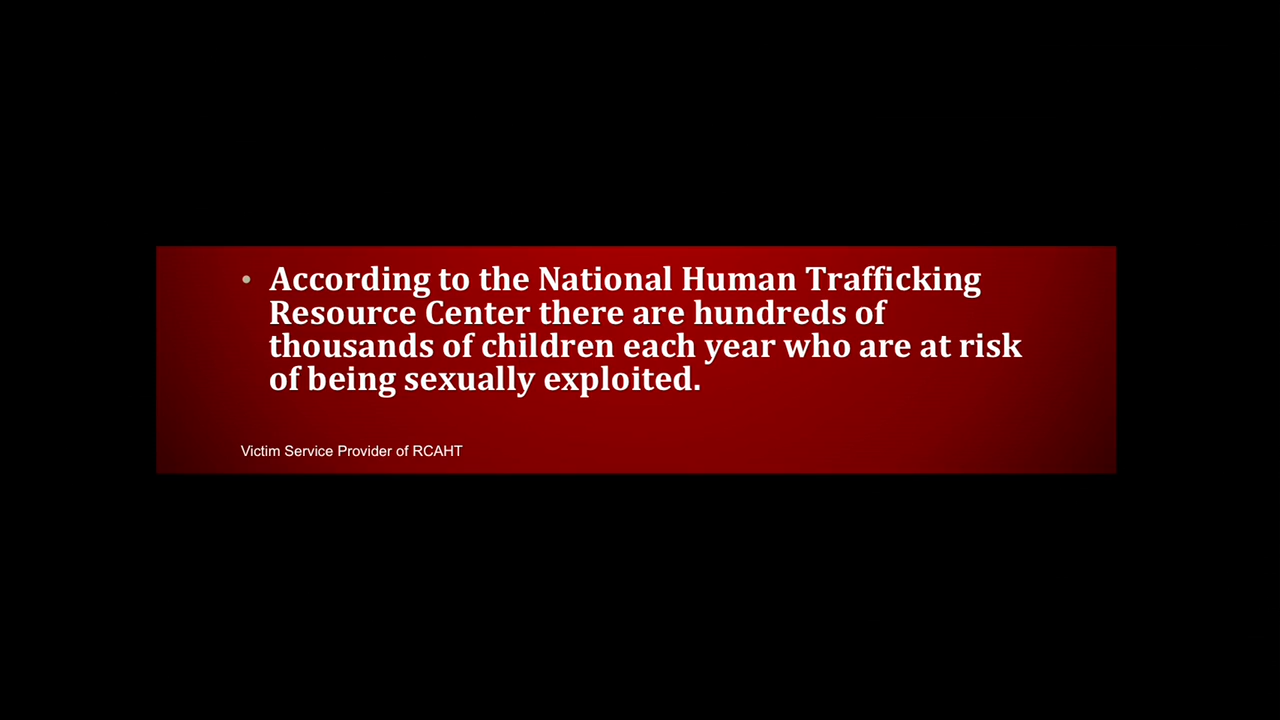 • According to the National Human Trafficking
Resource Center there are hundreds of
thousands of children each year who are at risk
of being sexually exploited.
Victim Service Provider of RCAHT